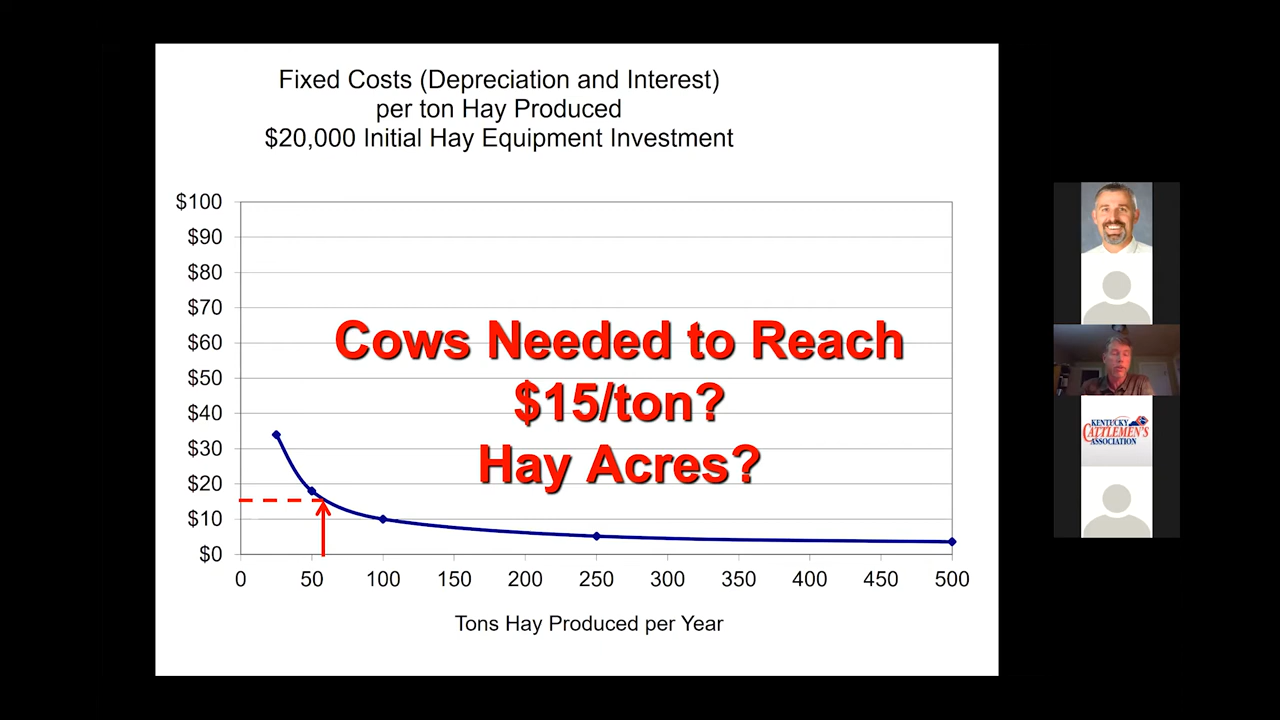 Fixed Costs (Depreciation and Interest)
per ton Hay Produced
$20,000 Initial Hay Equipment Investment
$100
$90
$80
$70
$60
$50
$40
$30
$20
$10
$0
Cows Needed to Reach
$15/ton?
Hay Acres?
0 50 100 150 200 250 300 350 400 450 500
Tons Hay Produced per Year
KENTUCKY
CATTLEMEN'S
ASSOCIATION